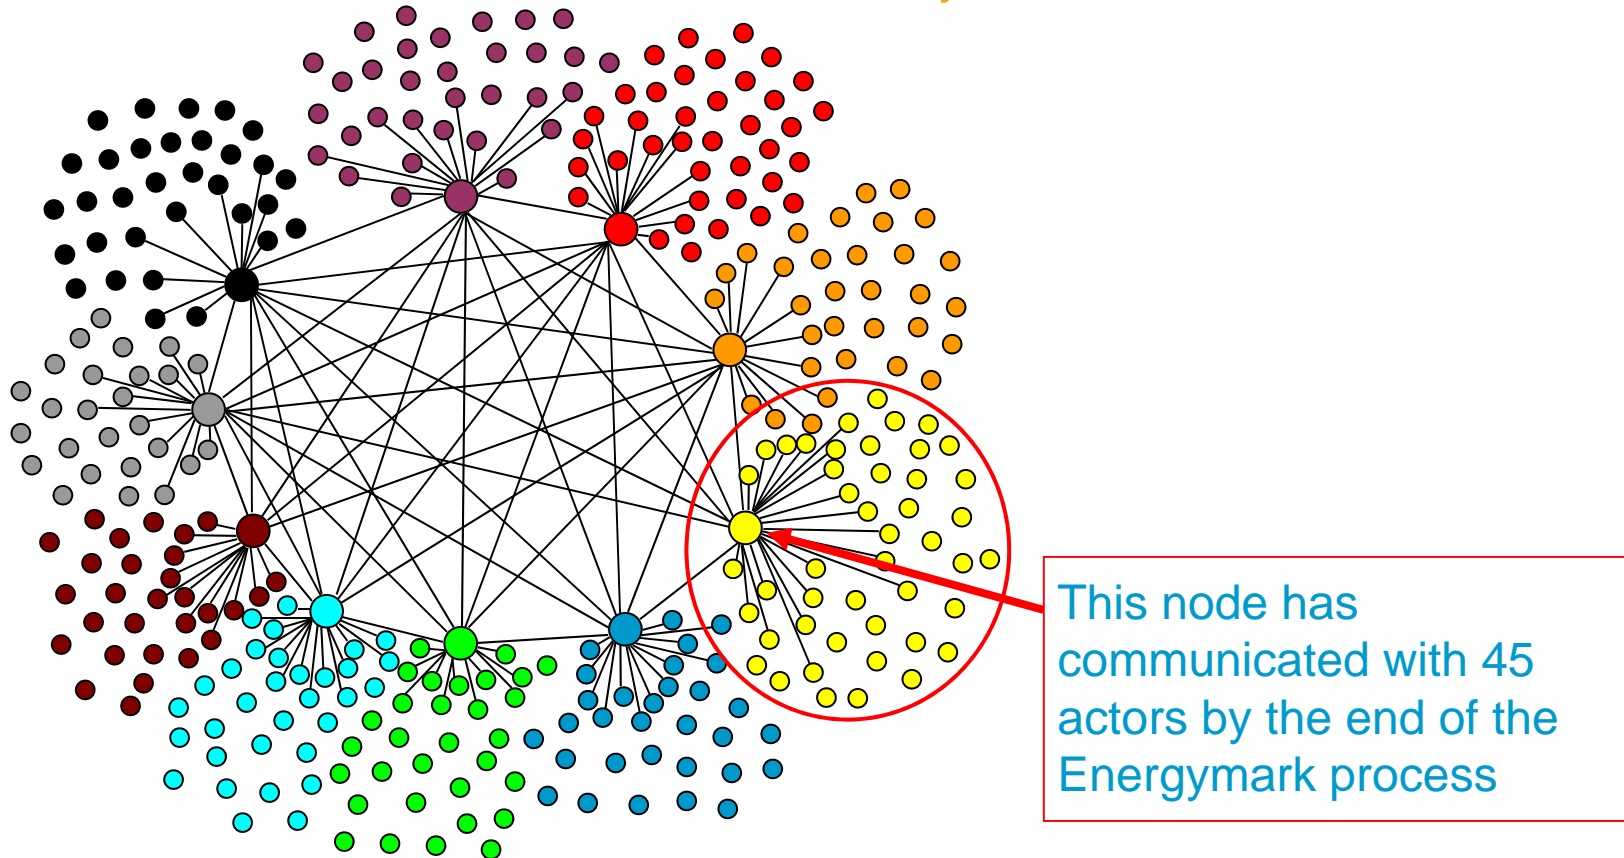 This node has
communicated with 45
actors by the end of the
Energymark process